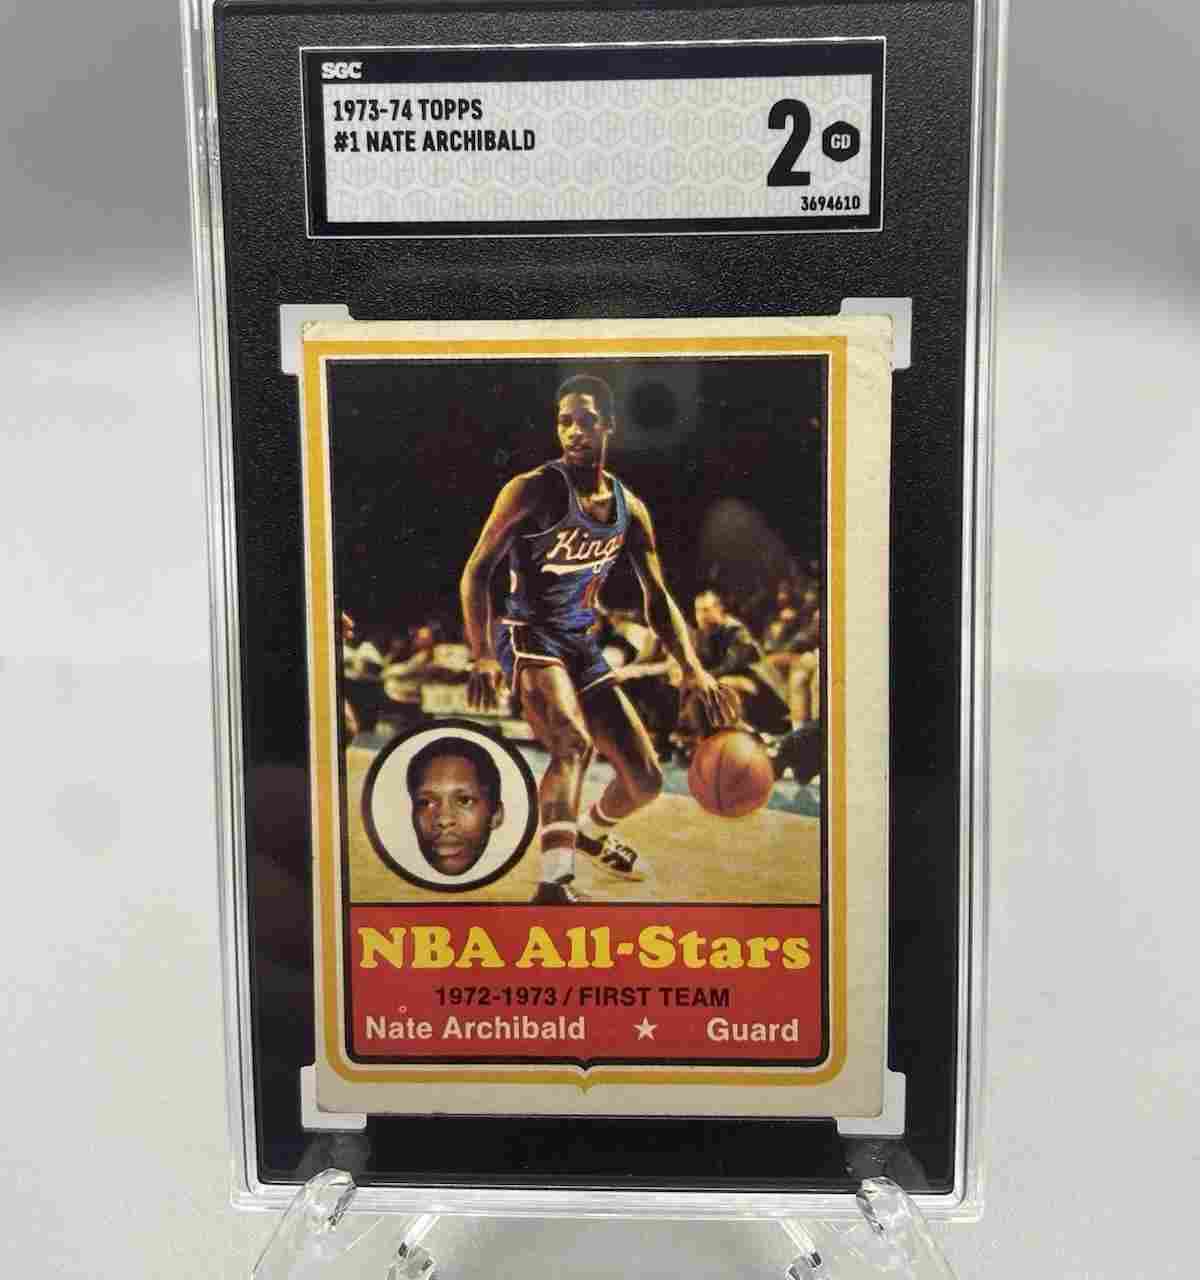 SGC
1973-74 TOPPS
#1 NATE ARCHIBALD
2 GD
3694610
Kings
NBA All-Stars
1972-1973 / FIRST TEAM
Nate Archibald ★ Guard